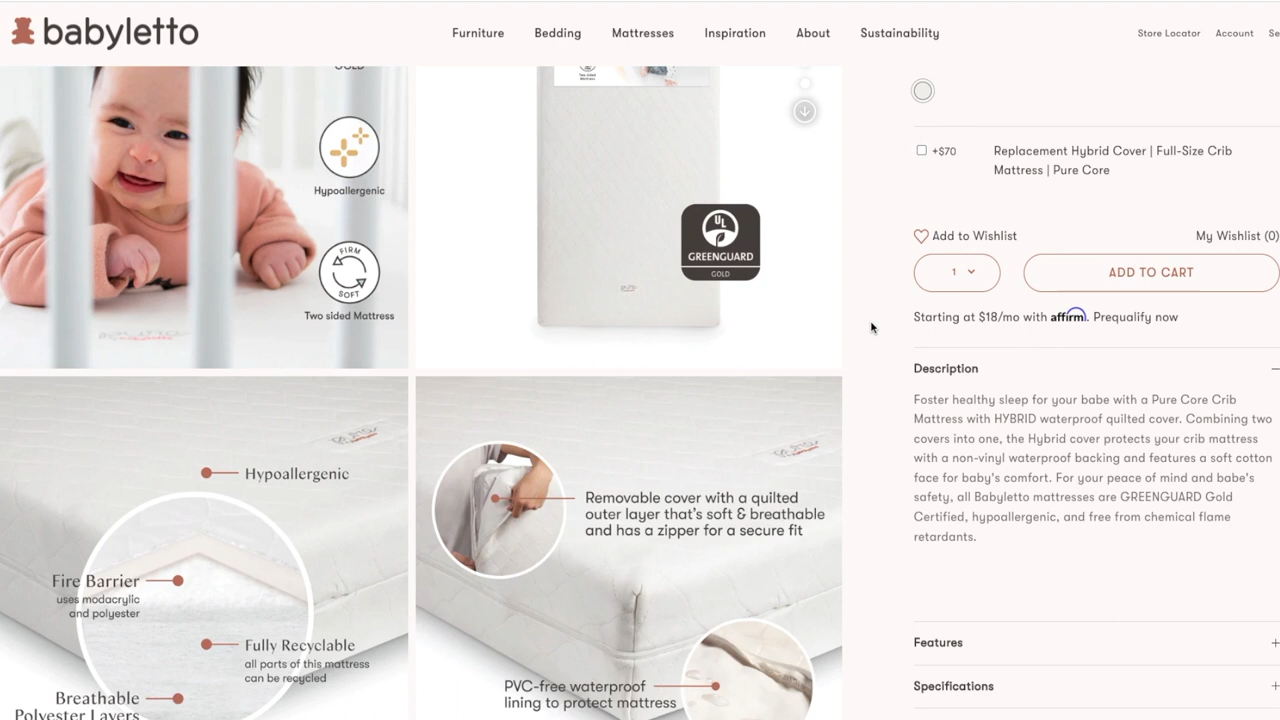 babyletto
Furniture
Bedding
Mattresses
Inspiration
About
Sustainability
Store Locator
Account
Se
GOLD
Hypoallergenic
FIRM
SOFT
Two sided Mattress
UL
GREENGUARD
GOLD
+$70
Replacement Hybrid Cover | Full-Size Crib
Mattress | Pure Core
Add to Wishlist
My Wishlist (0)
1
ADD TO CART
Starting at $18/mo with affirm. Prequalify now
Description
Foster healthy sleep for your babe with a Pure Core Crib
Mattress with HYBRID waterproof quilted cover. Combining two
covers into one, the Hybrid cover protects your crib mattress
with a non-vinyl waterproof backing and features a soft cotton
face for baby's comfort. For your peace of mind and babe's
safety, all Babyletto mattresses are GREENGUARD Gold
Certified, hypoallergenic, and free from chemical flame
retardants.
Features
Specifications
Hypoallergenic
Fire Barrier
uses modacrylic
and polyester
Fully Recyclable
all parts of this mattress
can be recycled
Breathable
Polyester Layers
Removable cover with a quilted
outer layer that's soft & breathable
and has a zipper for a secure fit
PVC-free waterproof
lining to protect mattress